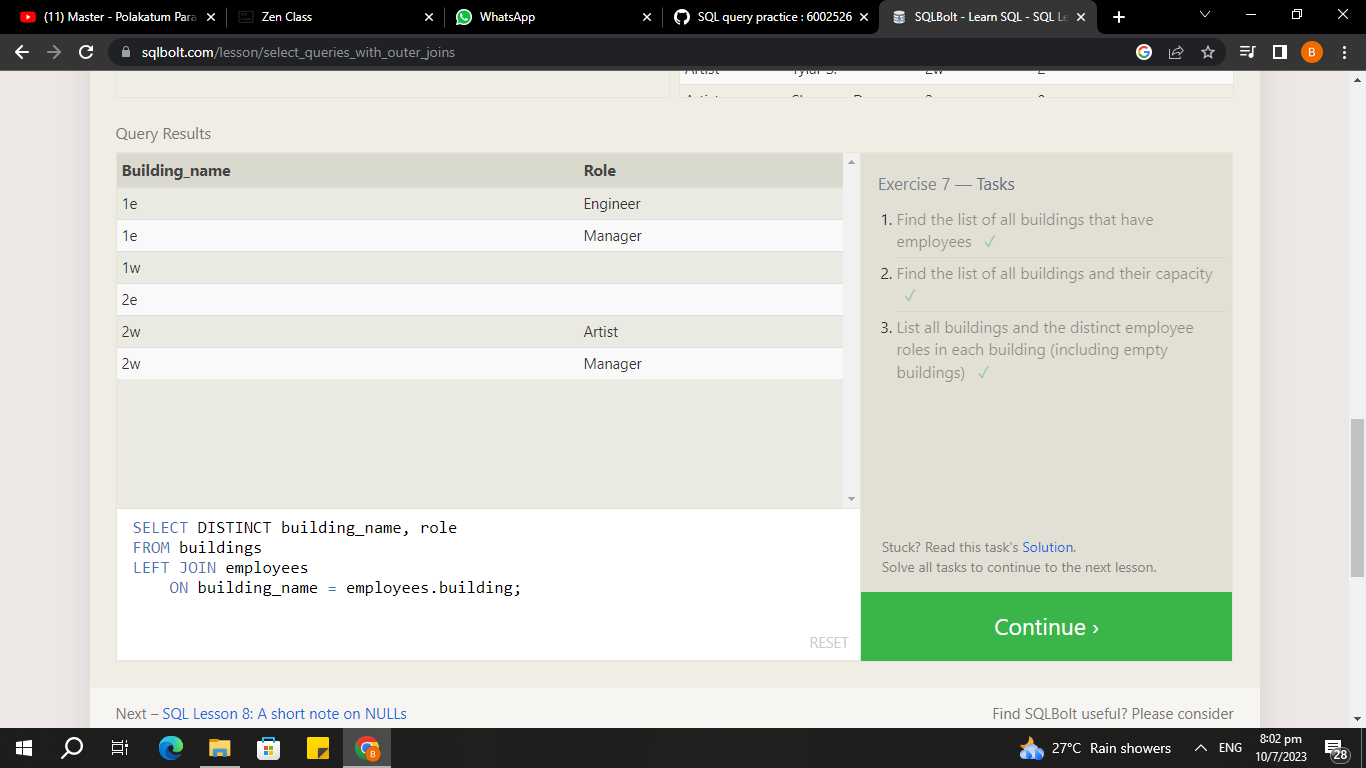 (11) Master - Polakatum Para
Zen Class
WhatsApp
SQL query practice : 6002526
SQLBolt - Learn SQL - SQL Le
sqlbolt.com/lesson/select_queries_with_outer_joins
B
Query Results
Building_name Role
1e Engineer
1e Manager
1w
2e
2w Artist
2w Manager
SELECT DISTINCT building_name, role
FROM buildings
LEFT JOIN employees
ON building_name = employees.building;
RESET
Exercise 7 — Tasks
1. Find the list of all buildings that have
employees ✓
2. Find the list of all buildings and their capacity
✓
3. List all buildings and the distinct employee
roles in each building (including empty
buildings) ✓
Stuck? Read this task's Solution.
Solve all tasks to continue to the next lesson.
Continue ›
Next – SQL Lesson 8: A short note on NULLs
Find SQLBolt useful? Please consider
27°C Rain showers
ENG
8:02 pm
10/7/2023
28